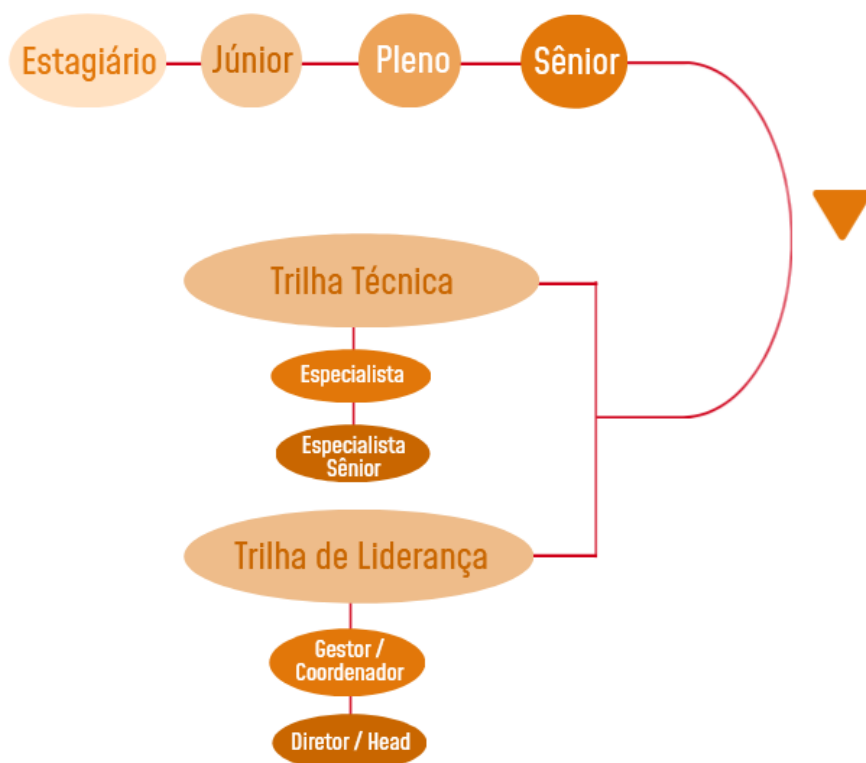 Estagiário
Júnior
Pleno
Sênior
Trilha Técnica
Especialista
Especialista
Sênior
Trilha de Liderança
Gestor /
Coordenador
Diretor / Head